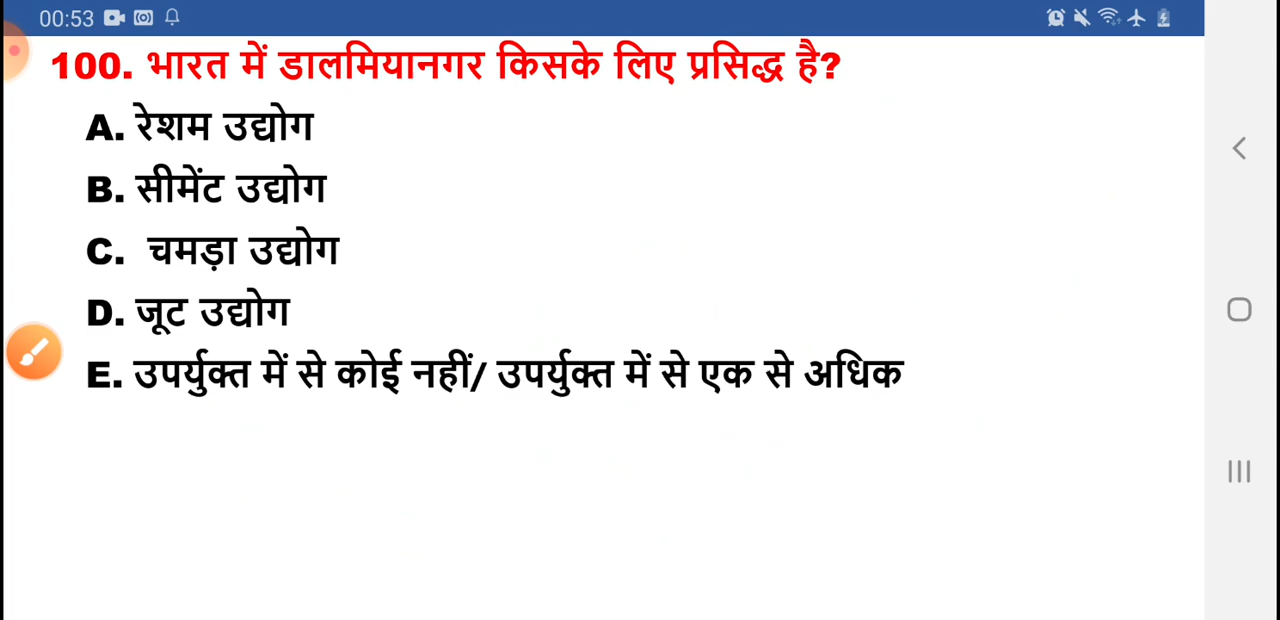 00:53
100. भारत में डालमियानगर किसके लिए प्रसिद्ध है?
A. रेशम उद्योग
B. सीमेंट उद्योग
C. चमड़ा उद्योग
D. जूट उद्योग
E. उपर्युक्त में से कोई नहीं/ उपर्युक्त में से एक से अधिक